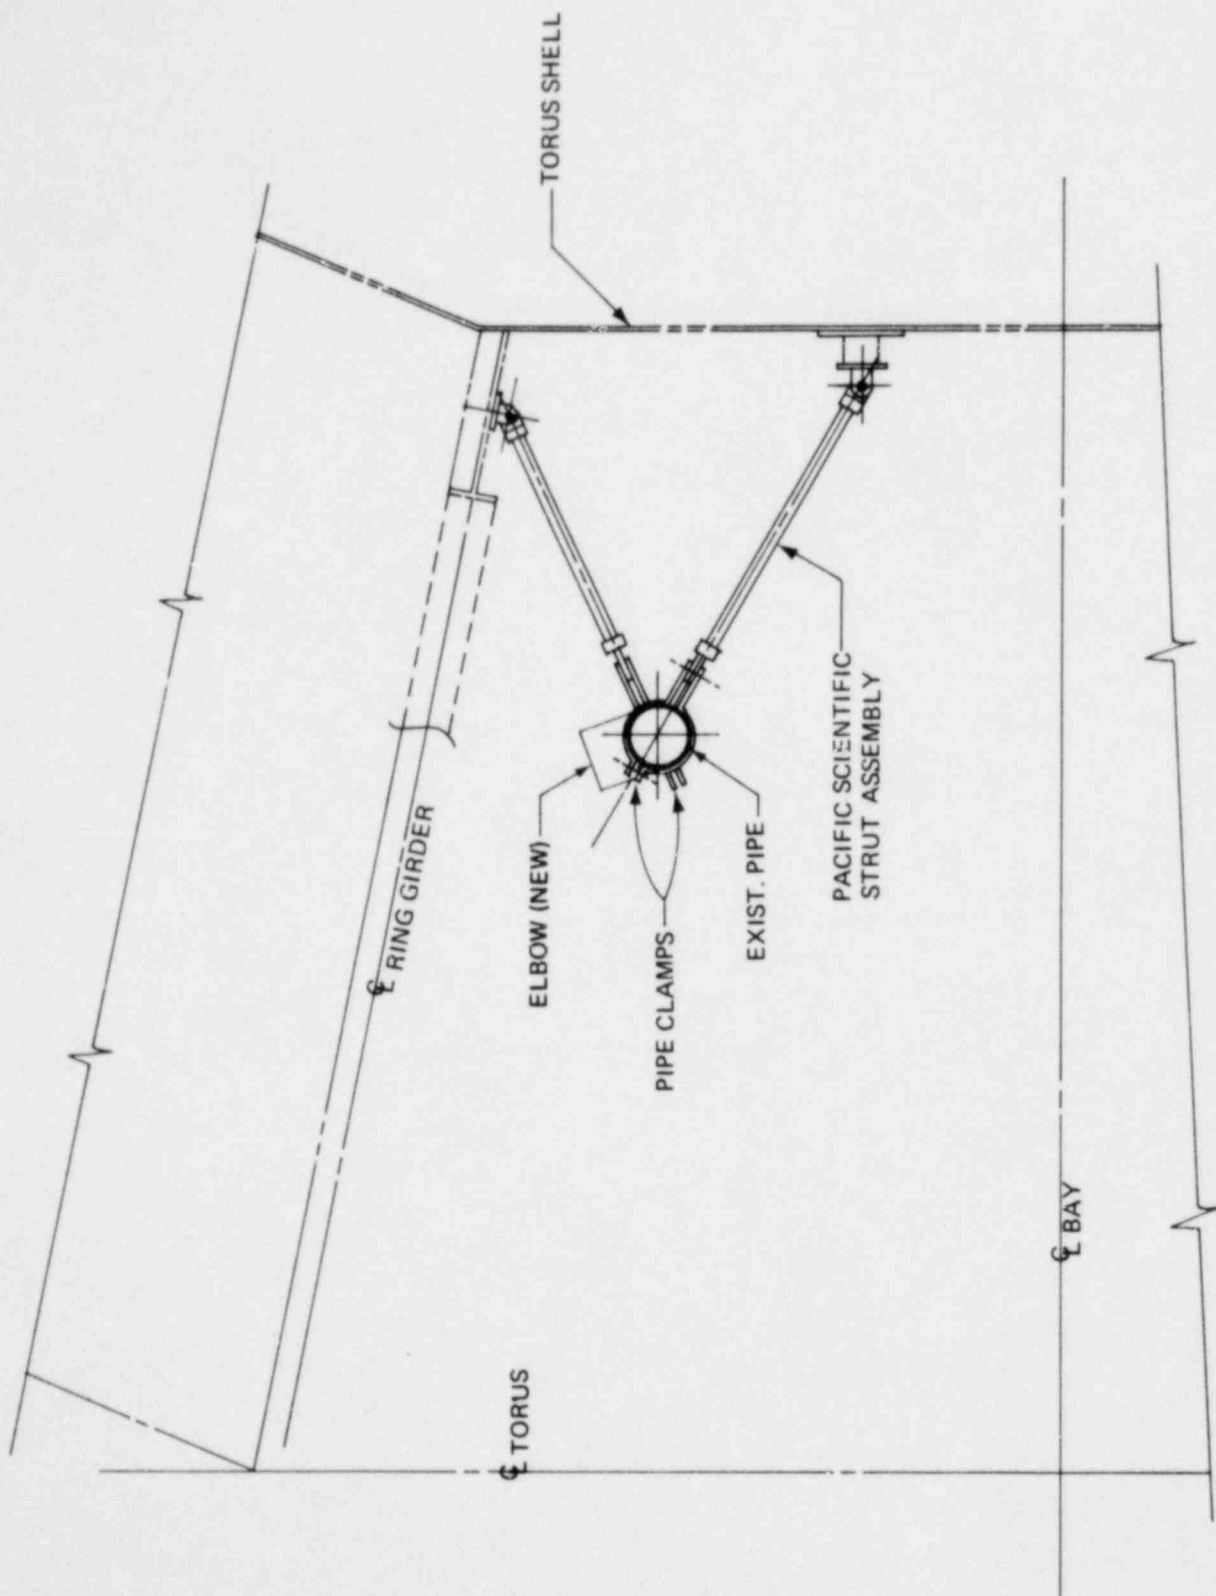 TORUS SHELL
℄ RING GIRDER
ELBOW (NEW)
PIPE CLAMPS
EXIST. PIPE
PACIFIC SCIENTIFIC
STRUT ASSEMBLY
℄ TORUS
℄ BAY